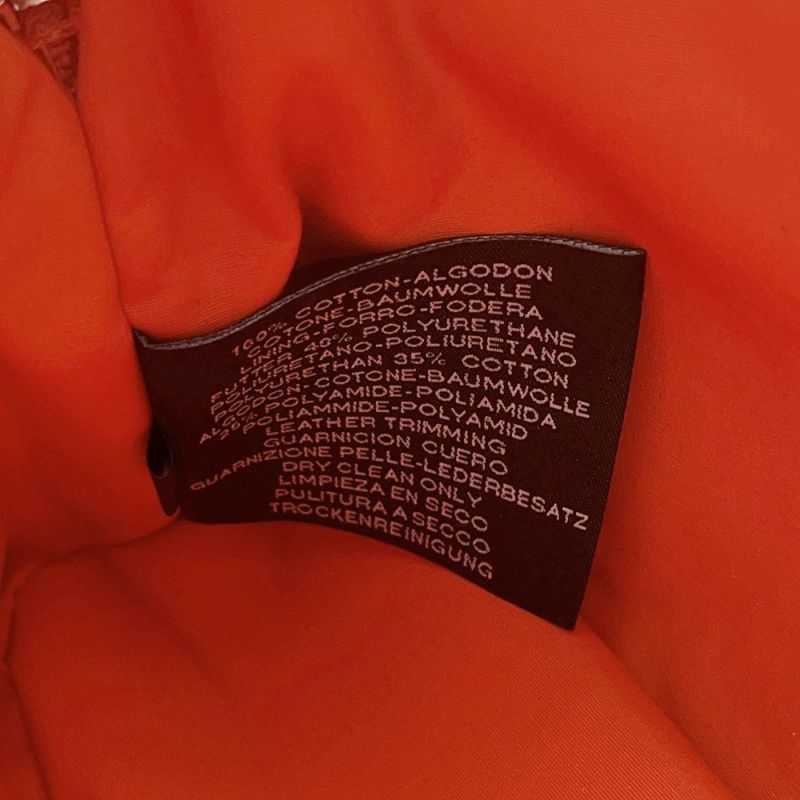 100% COTTON-ALGODON
COTONE-BAUMWOLLE
LINING-FORRO-FODERA
FUTTER 40% POLYURETHANE
POLIURETANO-POLIURETANO
POLYURETHAN 35% COTTON
ALGODON-COTONE-BAUMWOLLE
25% POLYAMIDE-POLIAMIDA
POLIAMMIDE-POLYAMID
LEATHER TRIMMING
GUARNICION CUERO
GUARNIZIONE PELLE-LEDERBESATZ
DRY CLEAN ONLY
LIMPIEZA EN SECO
PULITURA A SECCO
TROCKENREINIGUNG